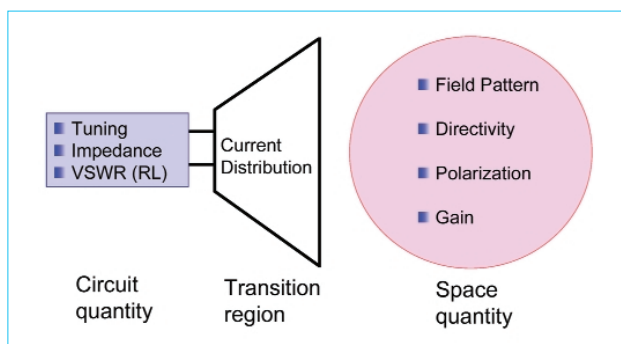 Tuning
Impedance
VSWR (RL)
Current
Distribution
Field Pattern
Directivity
Polarization
Gain
Circuit
quantity
Transition
region
Space
quantity